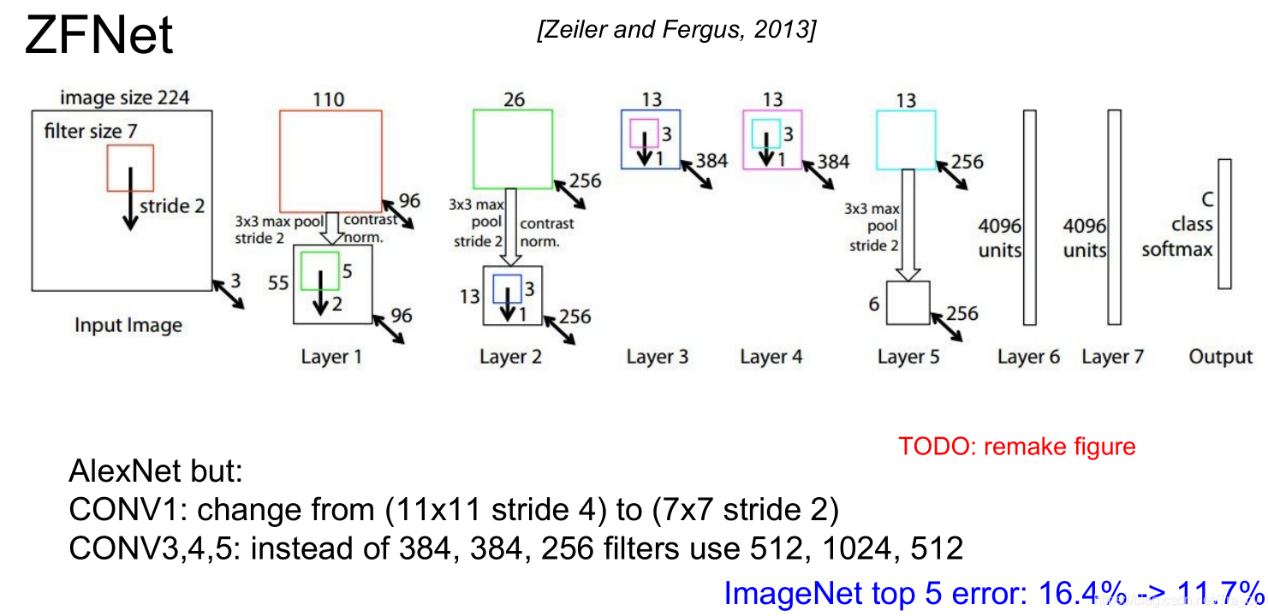 ZFNet
[Zeiler and Fergus, 2013]
image size 224
filter size 7
stride 2
3
Input Image
110
96
3x3 max pool
stride 2
contrast
norm.
55
5
2
96
Layer 1
26
256
3x3 max
pool
stride 2
contrast
norm.
13
3
1
256
Layer 2
13
3
1
384
Layer 3
13
3
1
384
Layer 4
13
256
3x3 max
pool
stride 2
6
256
Layer 5
4096
units
Layer 6
4096
units
Layer 7
C
class
softmax
Output
TODO: remake figure
AlexNet but:
CONV1: change from (11x11 stride 4) to (7x7 stride 2)
CONV3,4,5: instead of 384, 384, 256 filters use 512, 1024, 512
ImageNet top 5 error: 16.4% -> 11.7%